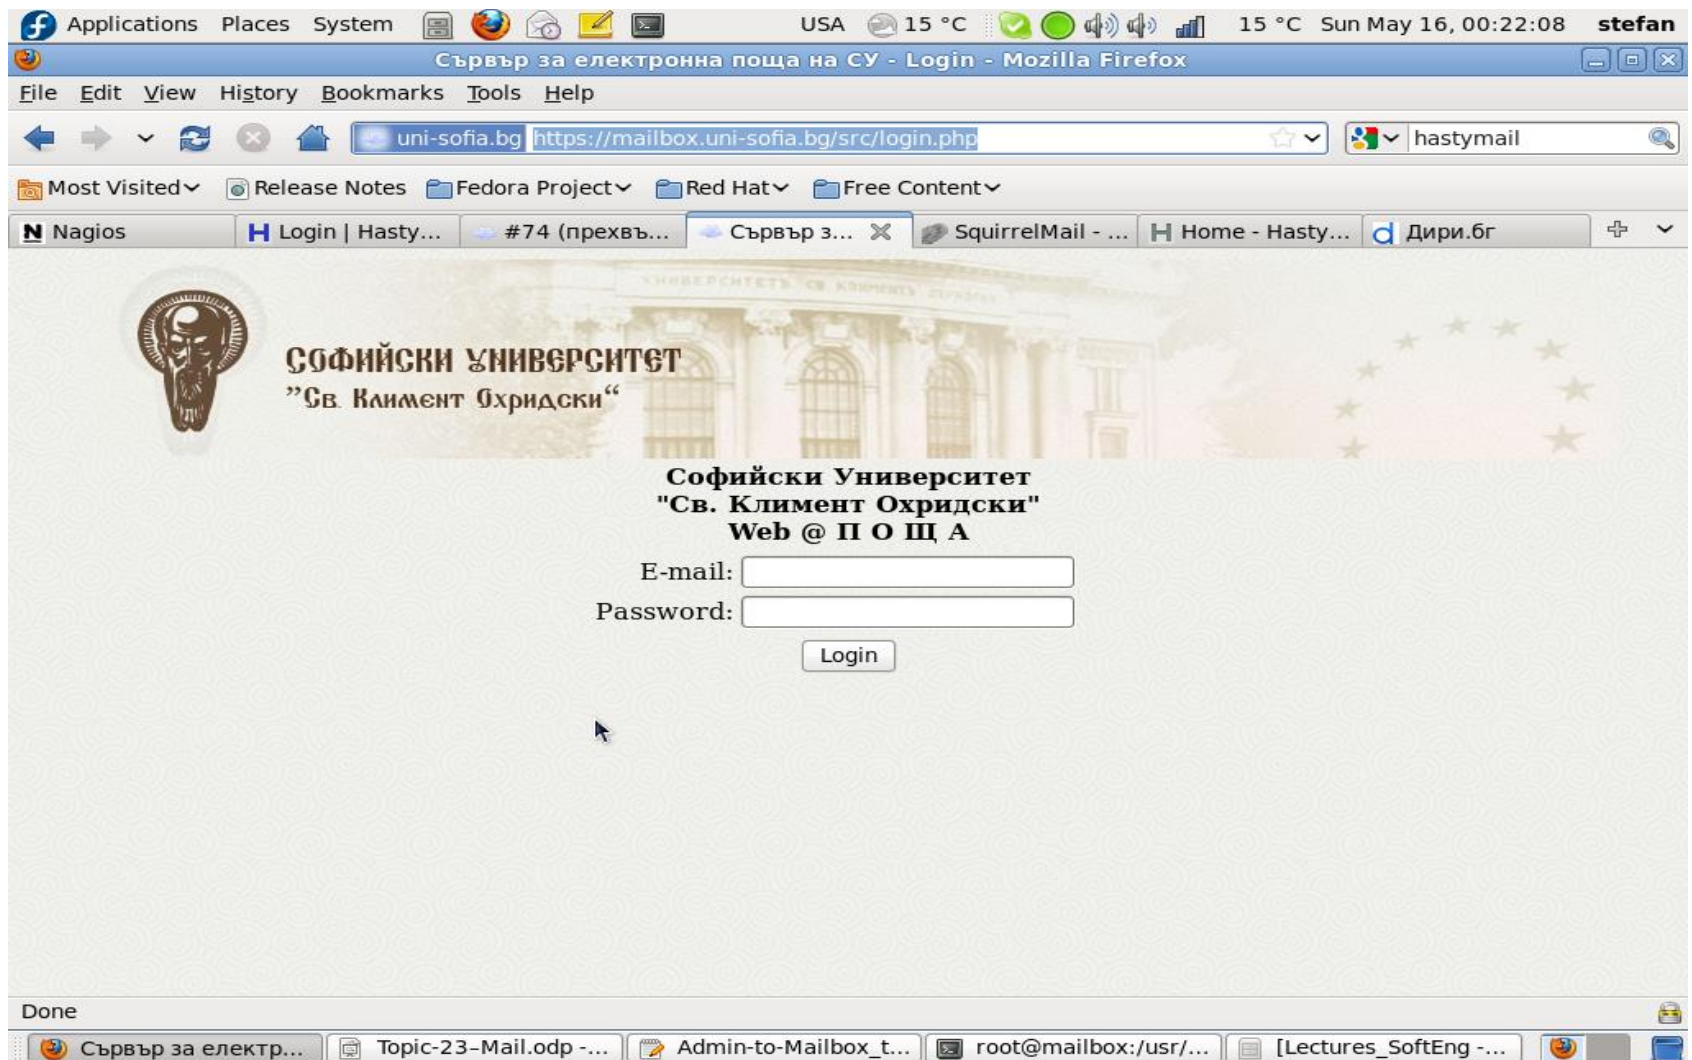 Applications Places System USA 15 °C 15 °C Sun May 16, 00:22:08 stefan
Сървър за електронна поща на СУ - Login - Mozilla Firefox
File Edit View History Bookmarks Tools Help
uni-sofia.bg https://mailbox.uni-sofia.bg/src/login.php hastymail
Most Visited Release Notes Fedora Project Red Hat Free Content
N Nagios H Login | Hasty... #74 (прехвъ... Сървър з... SquirrelMail - ... H Home - Hasty... d Дири.бг
СОФИЙСКИ УНИВЕРСИТЕТ
”Св. Климент Охридски“
Софийски Университет
"Св. Климент Охридски"
Web @ П О Щ А
E-mail:
Password:
Login
Done
Сървър за електр... Topic-23–Mail.odp -... Admin-to-Mailbox_t... root@mailbox:/usr/... [Lectures_SoftEng -...